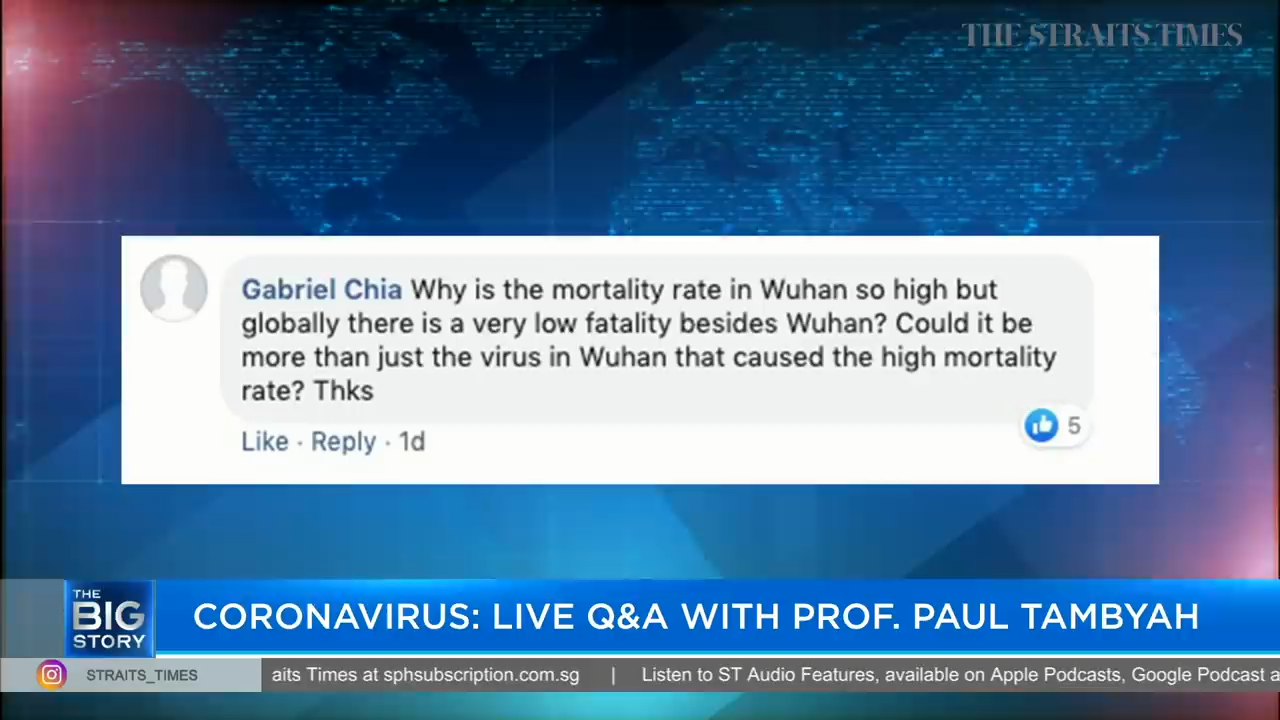 THE STRAITS TIMES
Gabriel Chia Why is the mortality rate in Wuhan so high but
globally there is a very low fatality besides Wuhan? Could it be
more than just the virus in Wuhan that caused the high mortality
rate? Thks
Like · Reply · 1d
5
THE
BIG
STORY
CORONAVIRUS: LIVE Q&A WITH PROF. PAUL TAMBYAH
STRAITS_TIMES
aits Times at sphsubscription.com.sg | Listen to ST Audio Features, available on Apple Podcasts, Google Podcast a